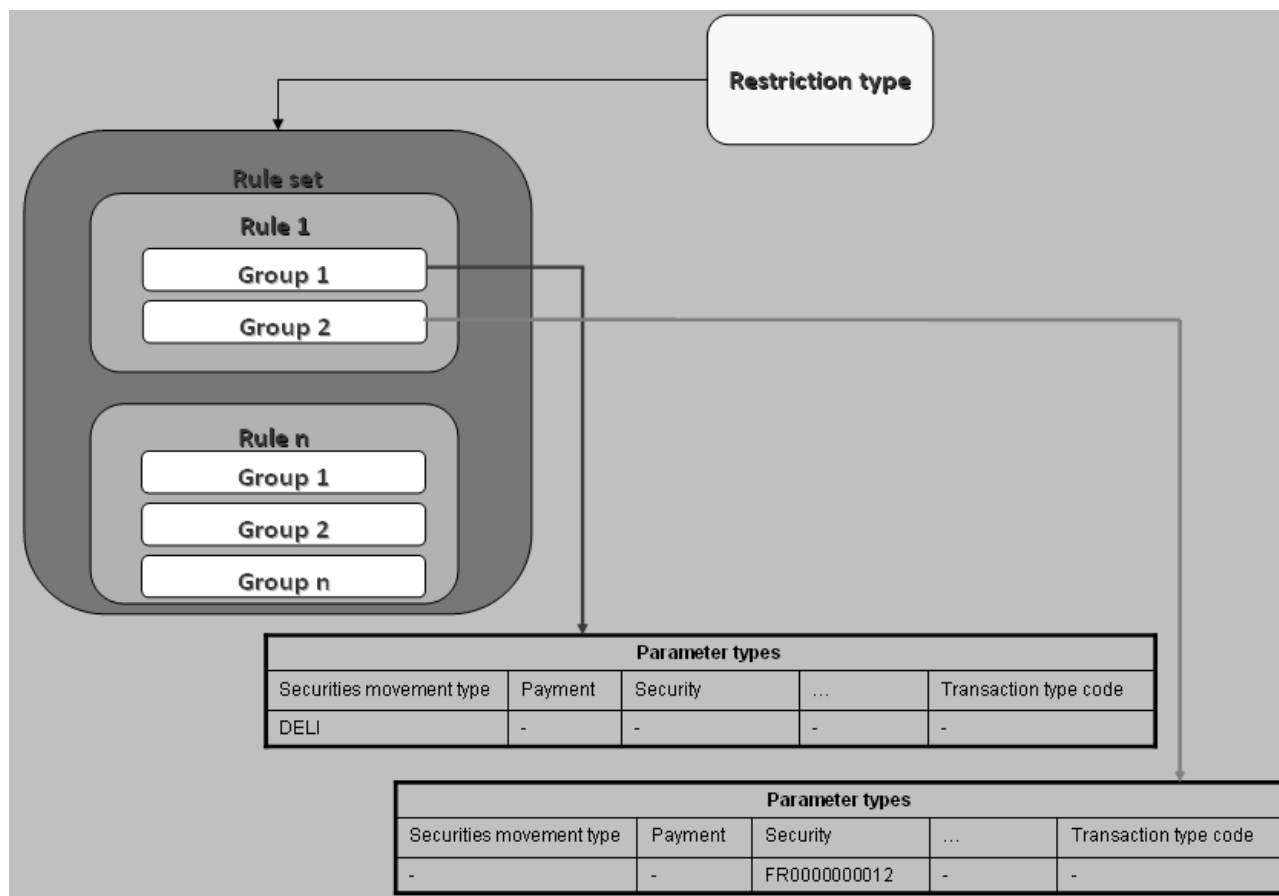 Restriction type
Rule set
Rule 1
Group 1
Group 2
Rule n
Group 1
Group 2
Group n
Parameter types
Securities movement type Payment Security ... Transaction type code
DELI - - - -
Parameter types
Securities movement type Payment Security ... Transaction type code
- - FR0000000012 - -